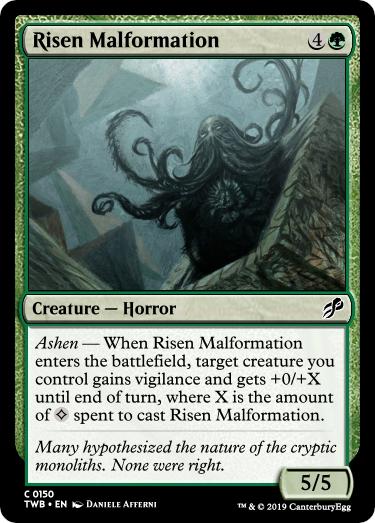 Risen Malformation 4
Creature — Horror
Ashen — When Risen Malformation
enters the battlefield, target creature you
control gains vigilance and gets +0/+X
until end of turn, where X is the amount
of spent to cast Risen Malformation.
Many hypothesized the nature of the cryptic
monoliths. None were right.
5/5
C 0150
TWB • EN Daniele Afferni
™ & © 2019 CanterburyEgg